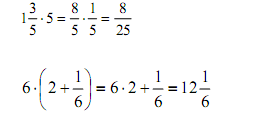 1 3/5 · 5 = 8/5 · 1/5 = 8/25
6 · (2 + 1/6) = 6 · 2 + 1/6 = 12 1/6